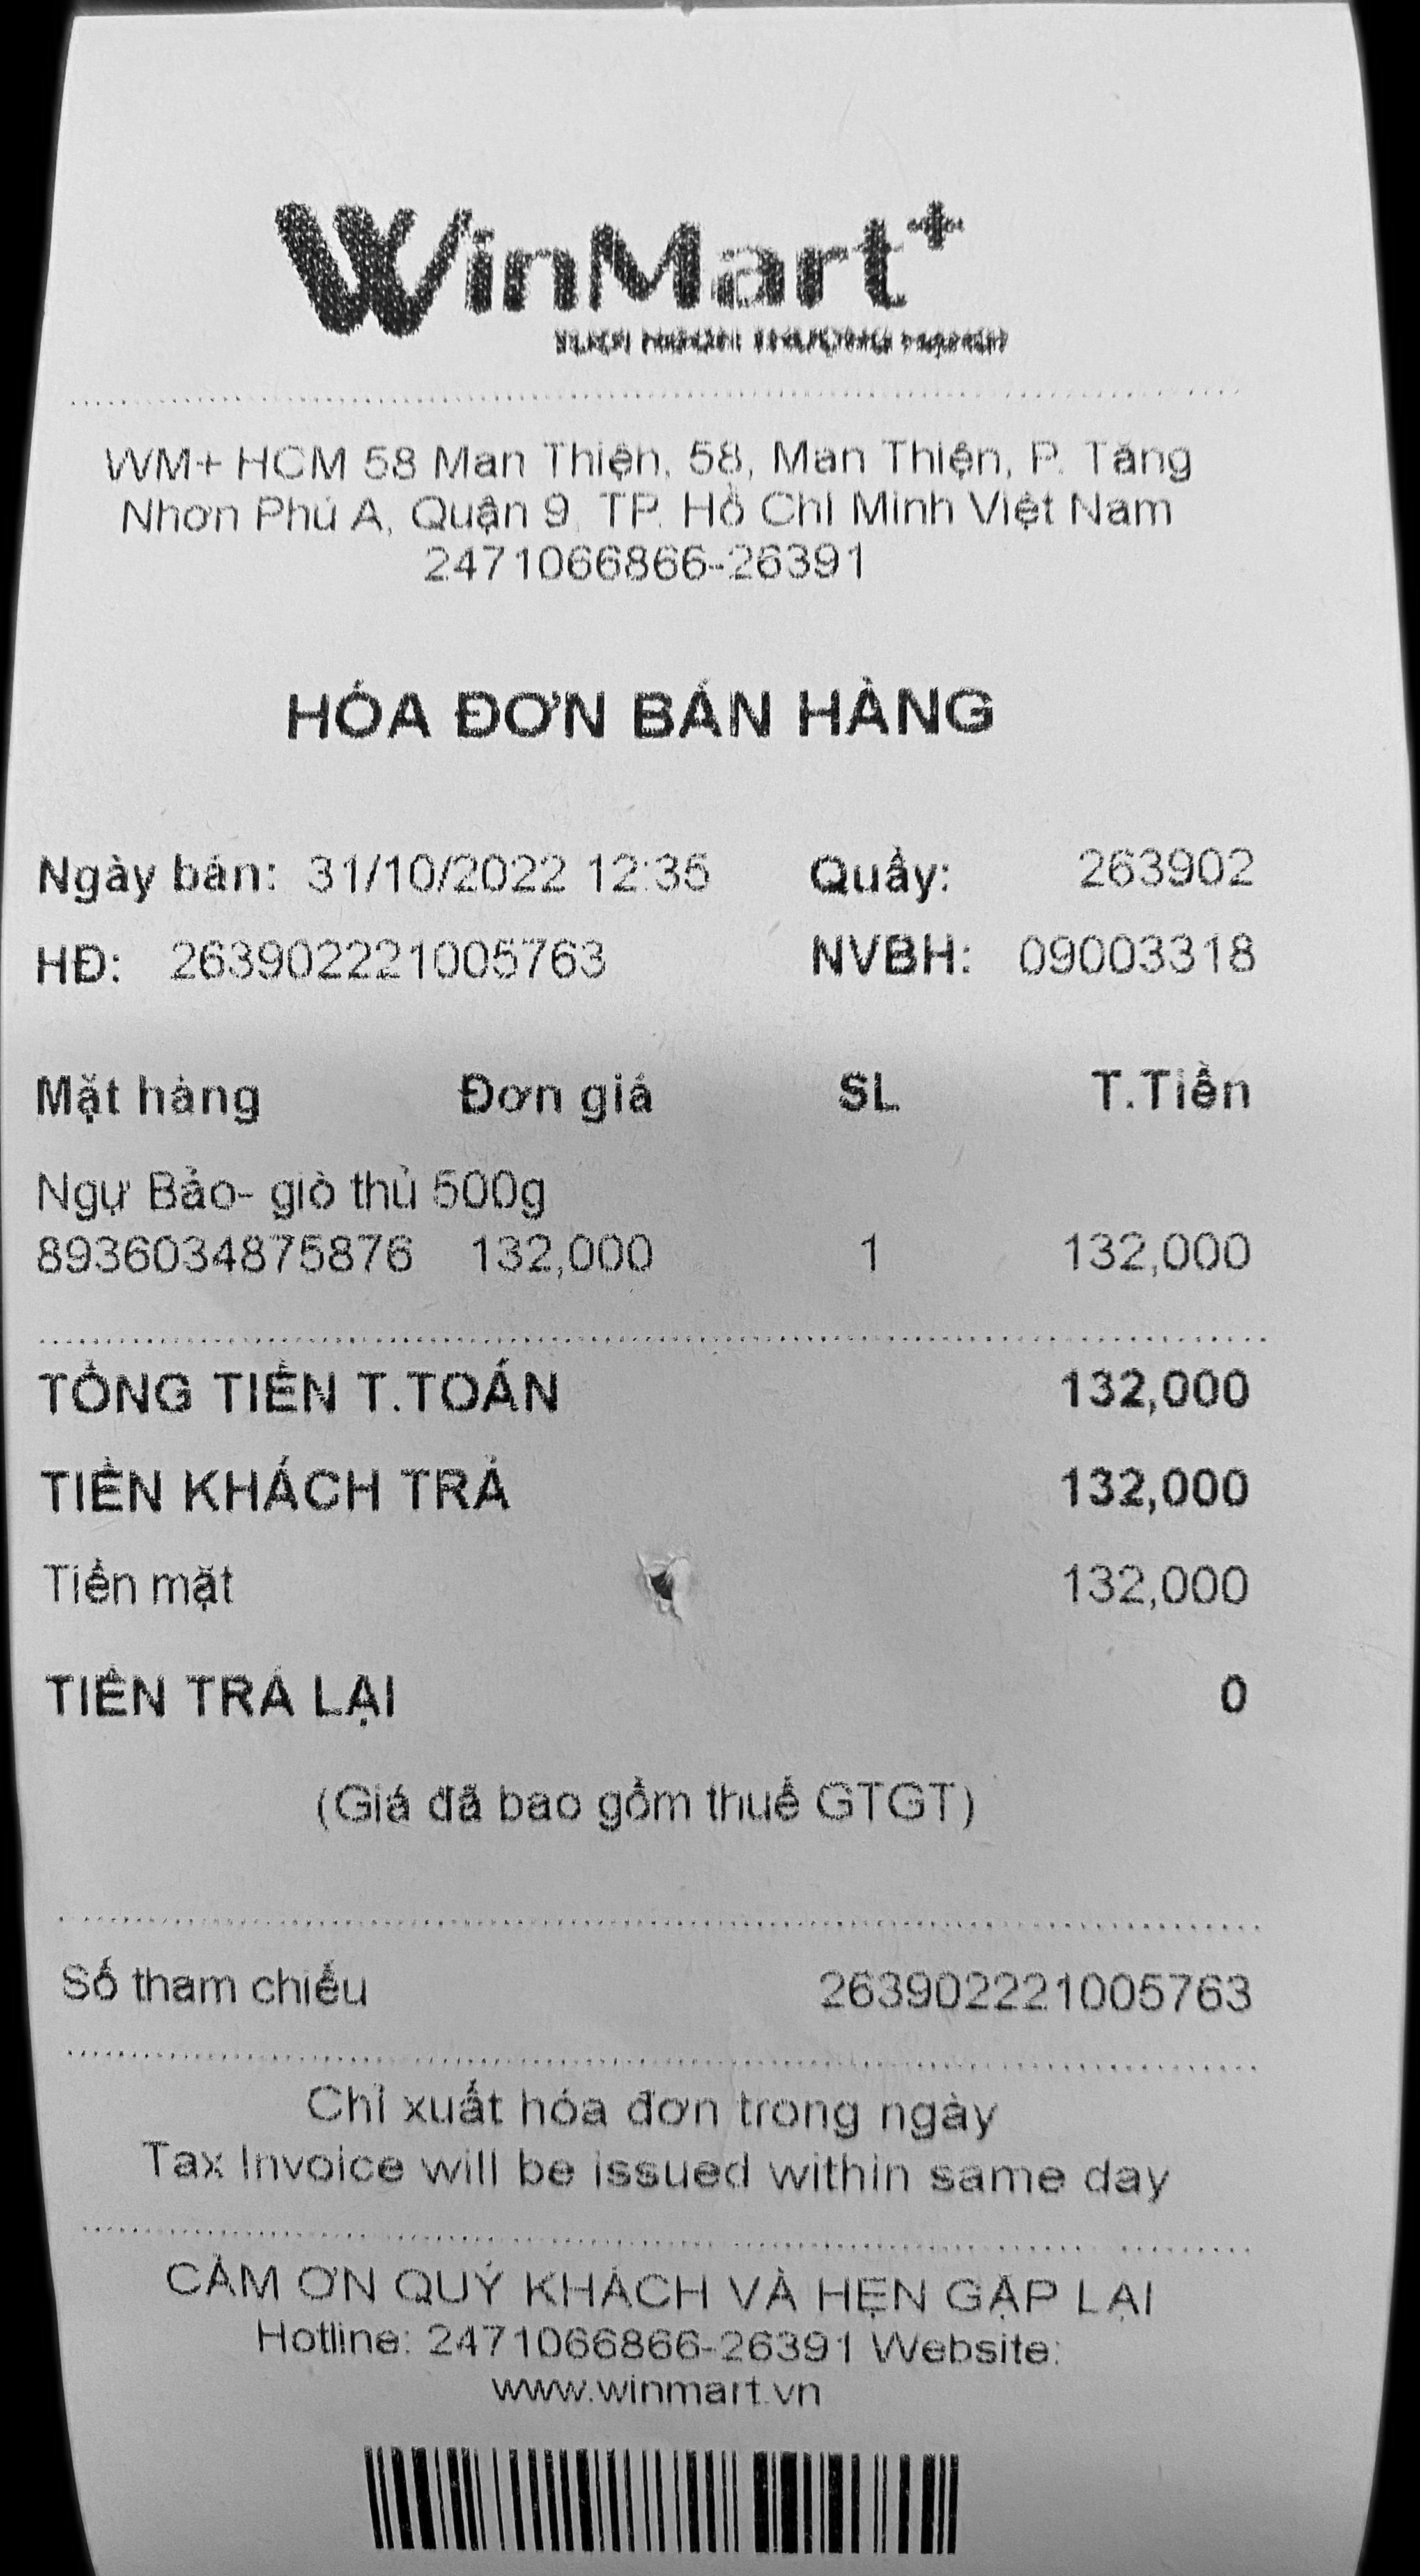 WinMart+
WM+ HCM 58 Man Thiện, 58, Man Thiện, P. Tăng
Nhơn Phú A, Quận 9, TP. Hồ Chí Minh Việt Nam
2471066866-26391
HÓA ĐƠN BÁN HÀNG
Ngày bán: 31/10/2022 12:35 Quầy: 263902
HĐ: 263902221005763 NVBH: 09003318
Mặt hàng Đơn giá SL T.Tiền
Ngự Bảo- giò thủ 500g
8936034875876 132,000 1 132,000
TỔNG TIỀN T.TOÁN 132,000
TIỀN KHÁCH TRẢ 132,000
Tiền mặt 132,000
TIỀN TRẢ LẠI 0
(Giá đã bao gồm thuế GTGT)
Số tham chiếu 263902221005763
Chỉ xuất hóa đơn trong ngày
Tax Invoice will be issued within same day
CẢM ƠN QUÝ KHÁCH VÀ HẸN GẶP LẠI
Hotline: 2471066866-26391 Website:
www.winmart.vn